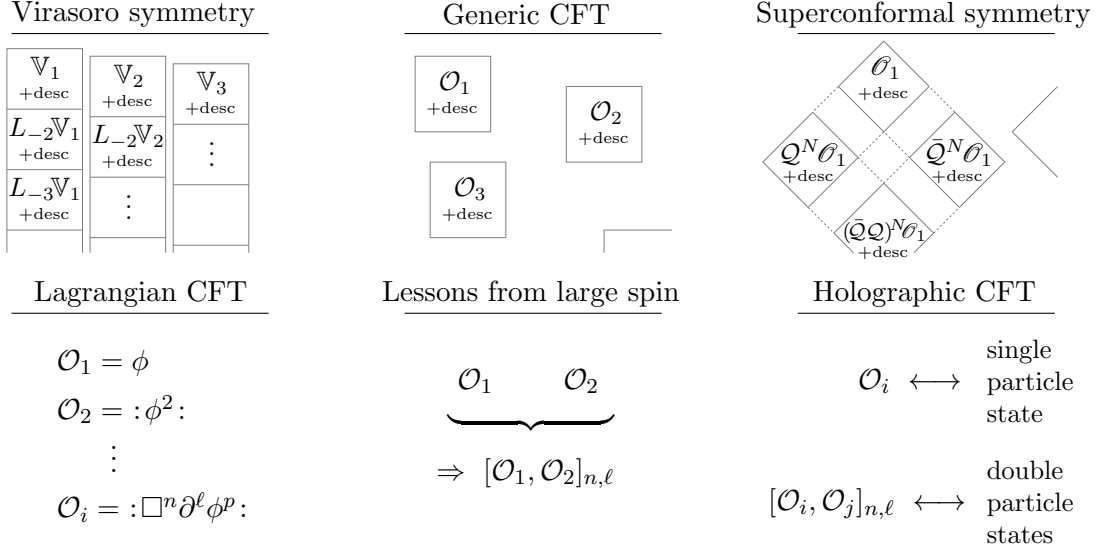 Virasoro symmetry
𝕍₁
+desc
L₋₂𝕍₁
+desc
L₋₃𝕍₁
+desc
𝕍₂
+desc
L₋₂𝕍₂
+desc
⋮
𝕍₃
+desc
⋮
Generic CFT
𝒪₁
+desc
𝒪₂
+desc
𝒪₃
+desc
Superconformal symmetry
𝒪₁
+desc
𝒬ᴺ𝒪₁
+desc
𝒬̄ᴺ𝒪₁
+desc
(𝒬̄𝒬)ᴺ𝒪₁
+desc
Lagrangian CFT
𝒪₁ = ϕ
𝒪₂ = :ϕ²:
⋮
𝒪ᵢ = :□ⁿ∂^ℓϕᵖ:
Lessons from large spin
𝒪₁ 𝒪₂
⇒ [𝒪₁, 𝒪₂]_{n,ℓ}
Holographic CFT
𝒪ᵢ ⟷ single
particle
state
[𝒪ᵢ, 𝒪ⱼ]_{n,ℓ} ⟷ double
particle
states